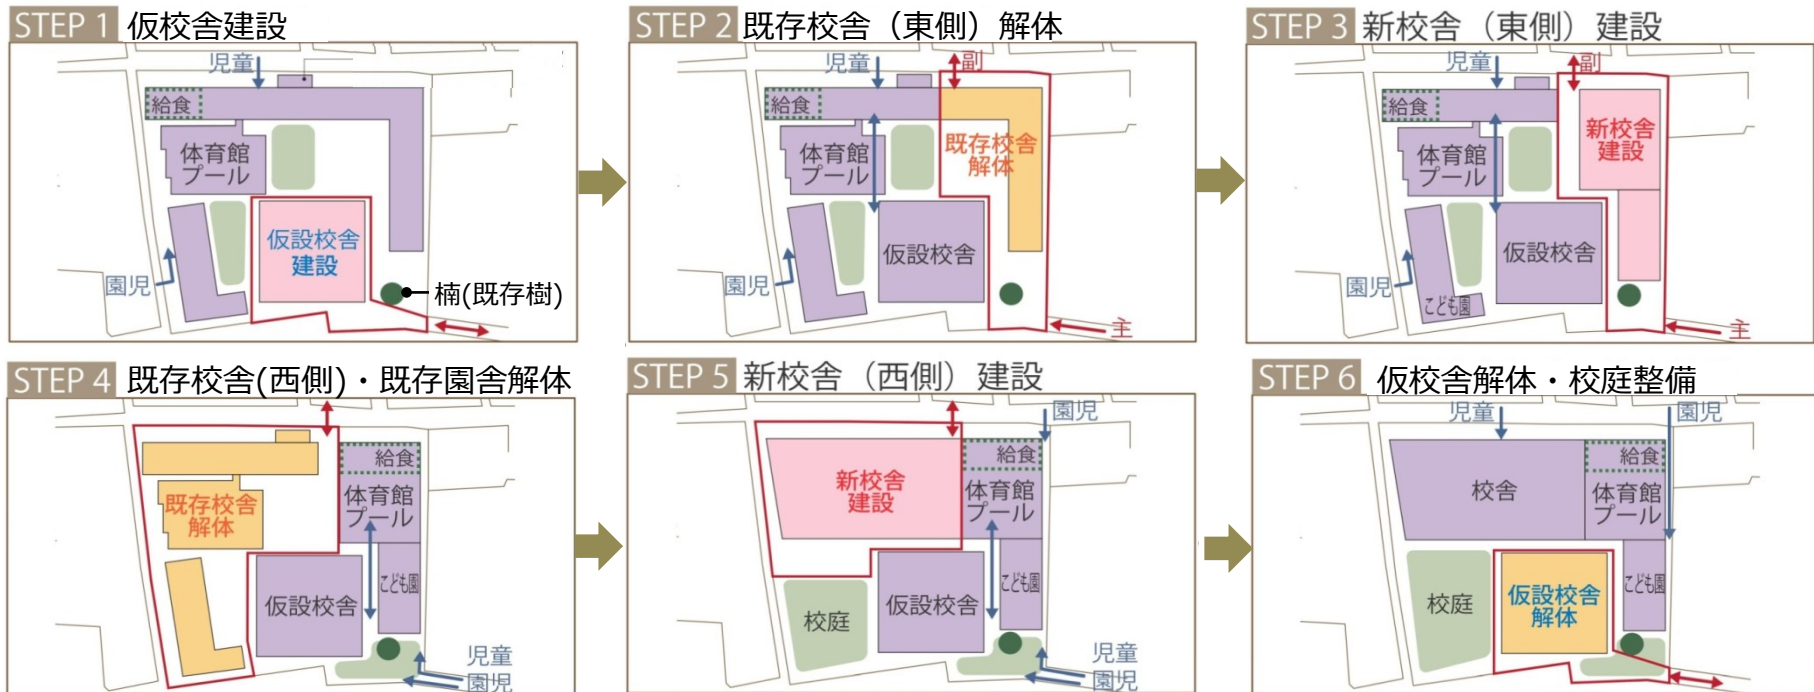 STEP 1 仮校舎建設
児童
給食
体育館
プール
仮設校舎
建設
園児
楠(既存樹)
STEP 2 既存校舎（東側）解体
児童
副
給食
体育館
プール
既存校舎
解体
仮設校舎
園児
主
STEP 3 新校舎（東側）建設
児童
副
給食
体育館
プール
新校舎
建設
仮設校舎
園児
こども園
主
STEP 4 既存校舎(西側)・既存園舎解体
給食
体育館
プール
既存校舎
解体
こども園
仮設校舎
児童
園児
STEP 5 新校舎（西側）建設
園児
給食
新校舎
建設
体育館
プール
こども園
校庭
仮設校舎
児童
園児
STEP 6 仮校舎解体・校庭整備
児童
園児
給食
校舎
体育館
プール
こども園
校庭
仮設校舎
解体